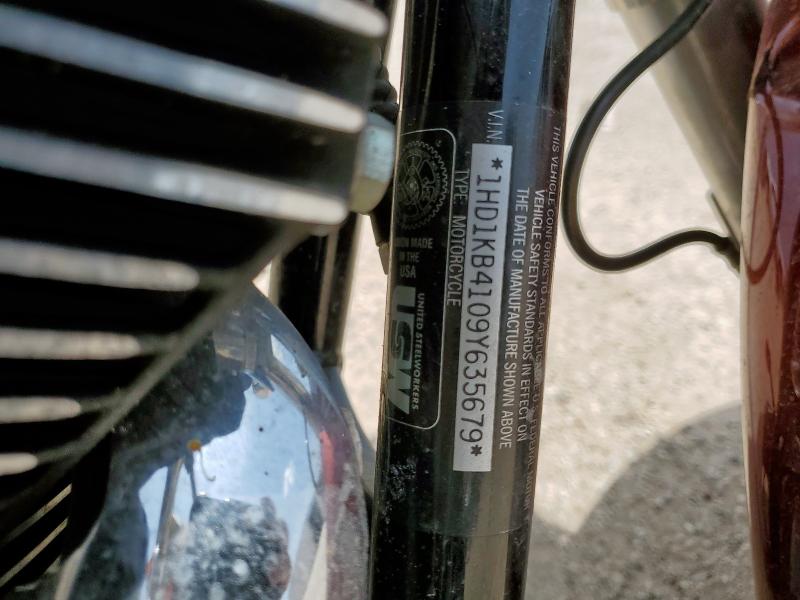 THIS VEHICLE CONFORMS TO ALL APPLICABLE U.S. FEDERAL MOTOR
VEHICLE SAFETY STANDARDS IN EFFECT ON
THE DATE OF MANUFACTURE SHOWN ABOVE
V.I.N. *1HD1KB4109Y635679*
TYPE: MOTORCYCLE
UNION MADE
IN THE
USA
UNITED STEELWORKERS
USW